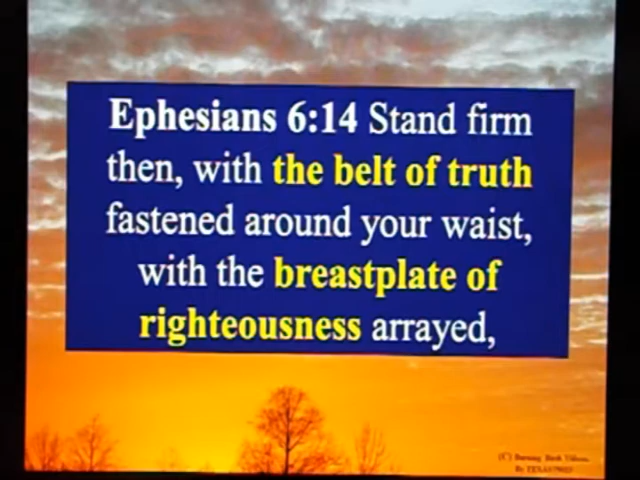 Ephesians 6:14 Stand firm
then, with the belt of truth
fastened around your waist,
with the breastplate of
righteousness arrayed,